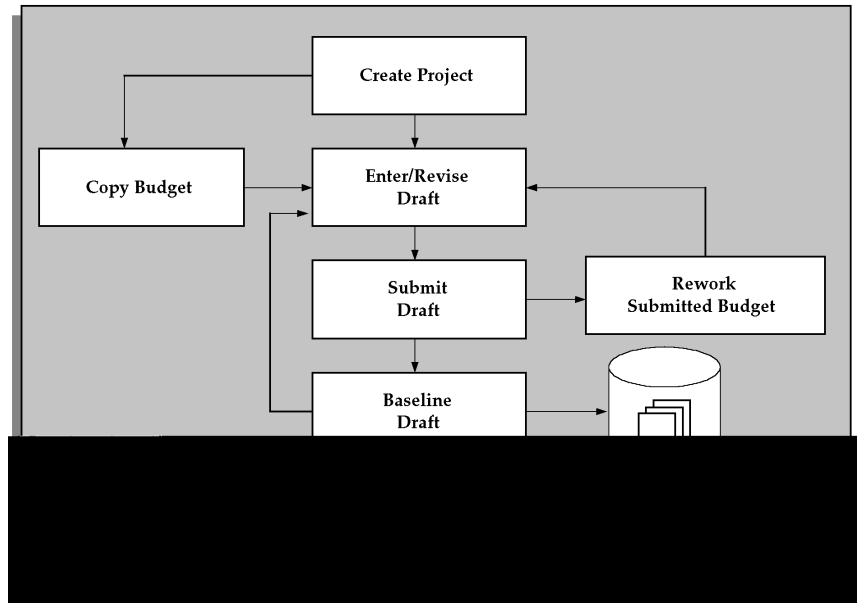 Create Project
Copy Budget
Enter/Revise
Draft
Submit
Draft
Rework
Submitted Budget
Baseline
Draft